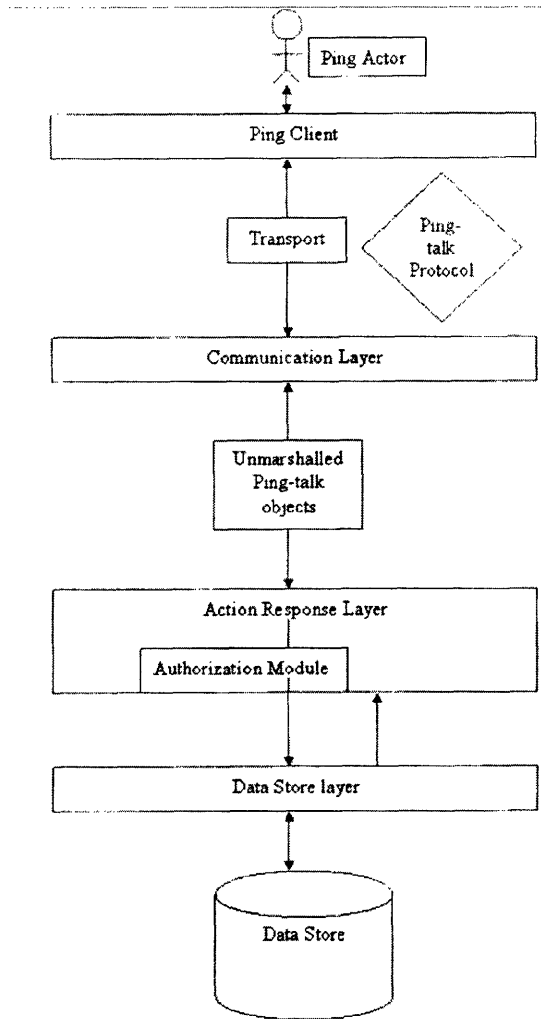 Ping Actor
Ping Client
Transport
Ping-
talk
Protocol
Communication Layer
Unmarshalled
Ping-talk
objects
Action Response Layer
Authorization Module
Data Store layer
Data Store